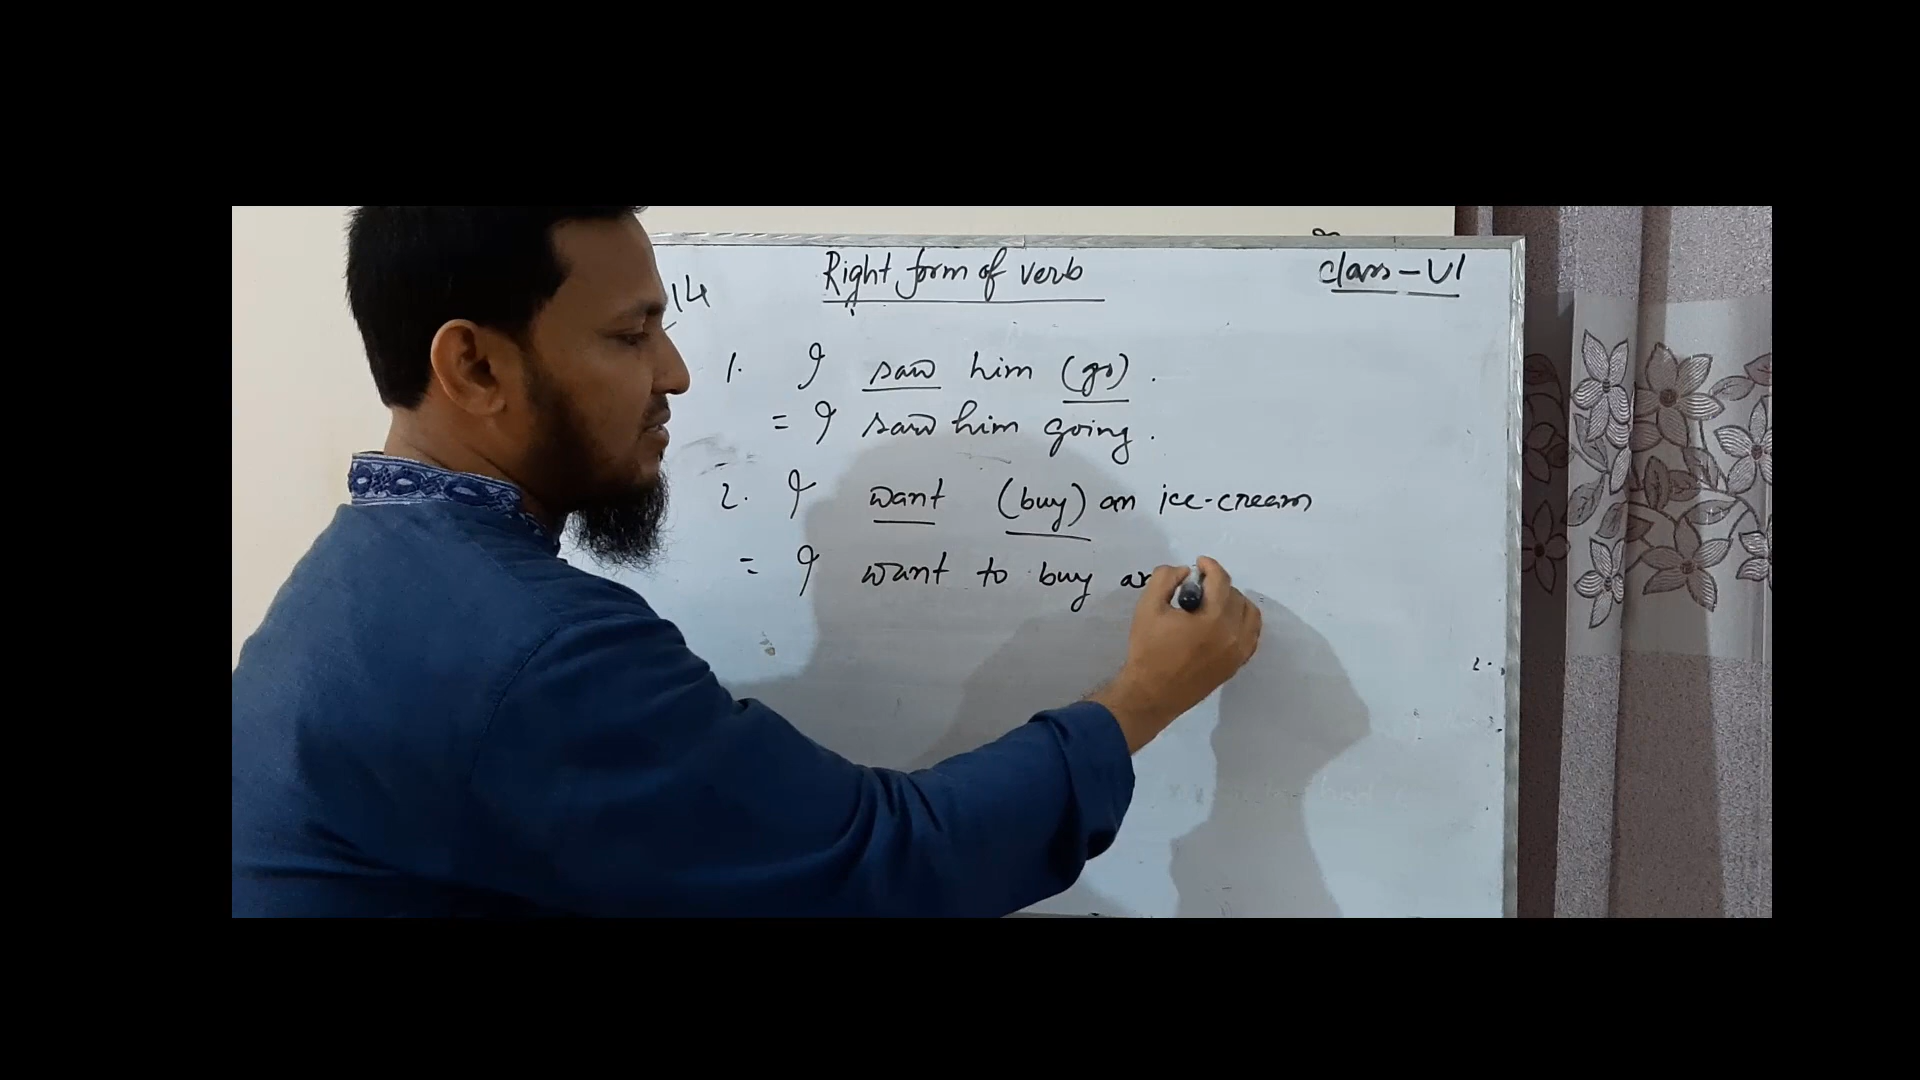 Right form of verb
class-VI
14
1. I saw him (go).
= I saw him going.
2. I want (buy) an ice-cream
= I want to buy an